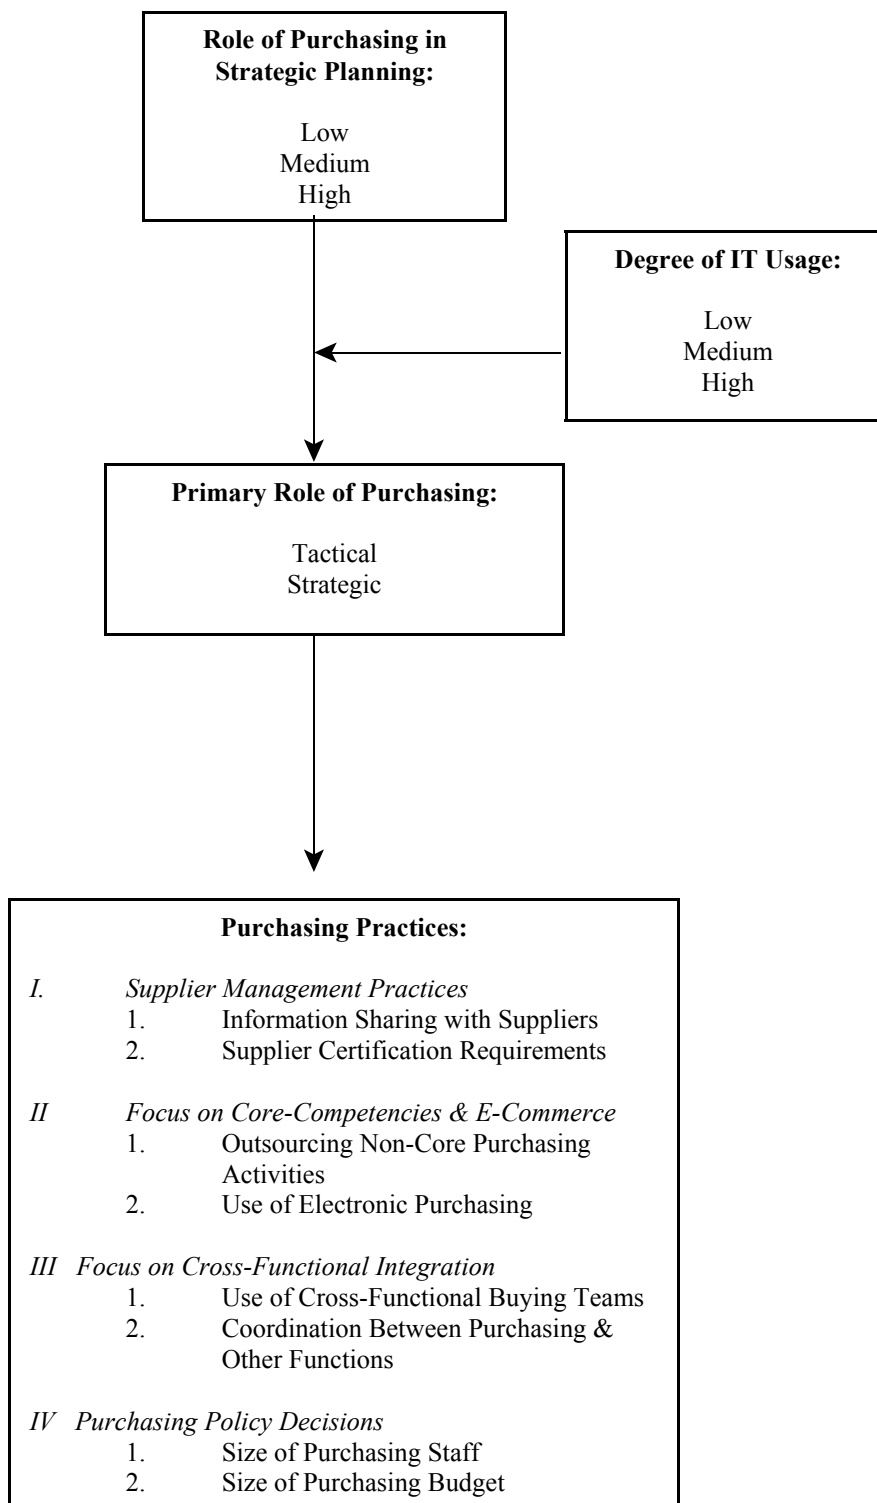 Role of Purchasing in
Strategic Planning:
Low
Medium
High
Degree of IT Usage:
Low
Medium
High
Primary Role of Purchasing:
Tactical
Strategic
Purchasing Practices:
I. Supplier Management Practices
1. Information Sharing with Suppliers
2. Supplier Certification Requirements
II Focus on Core-Competencies & E-Commerce
1. Outsourcing Non-Core Purchasing
Activities
2. Use of Electronic Purchasing
III Focus on Cross-Functional Integration
1. Use of Cross-Functional Buying Teams
2. Coordination Between Purchasing &
Other Functions
IV Purchasing Policy Decisions
1. Size of Purchasing Staff
2. Size of Purchasing Budget